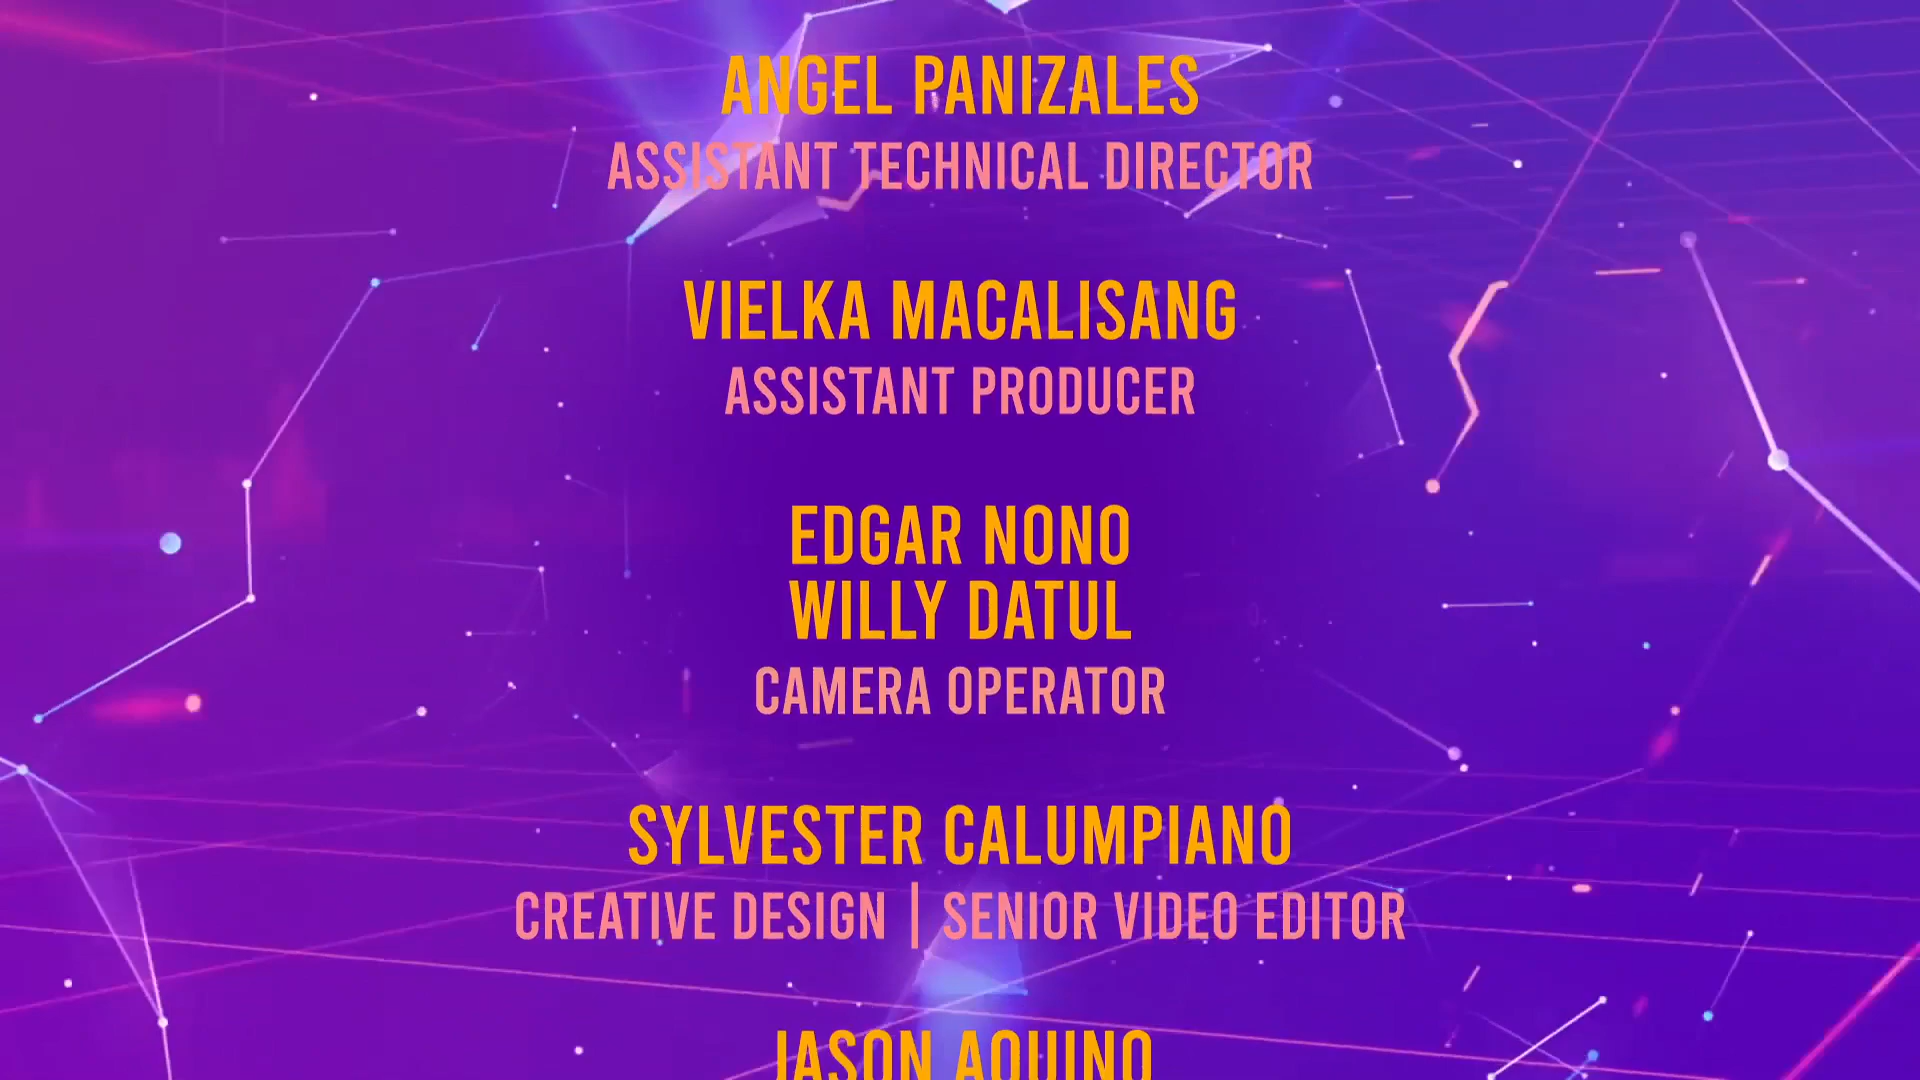 ANGEL PANIZALES
ASSISTANT TECHNICAL DIRECTOR
VIELKA MACALISANG
ASSISTANT PRODUCER
EDGAR NONO
WILLY DATUL
CAMERA OPERATOR
SYLVESTER CALUMPIANO
CREATIVE DESIGN | SENIOR VIDEO EDITOR
JASON AQUINO